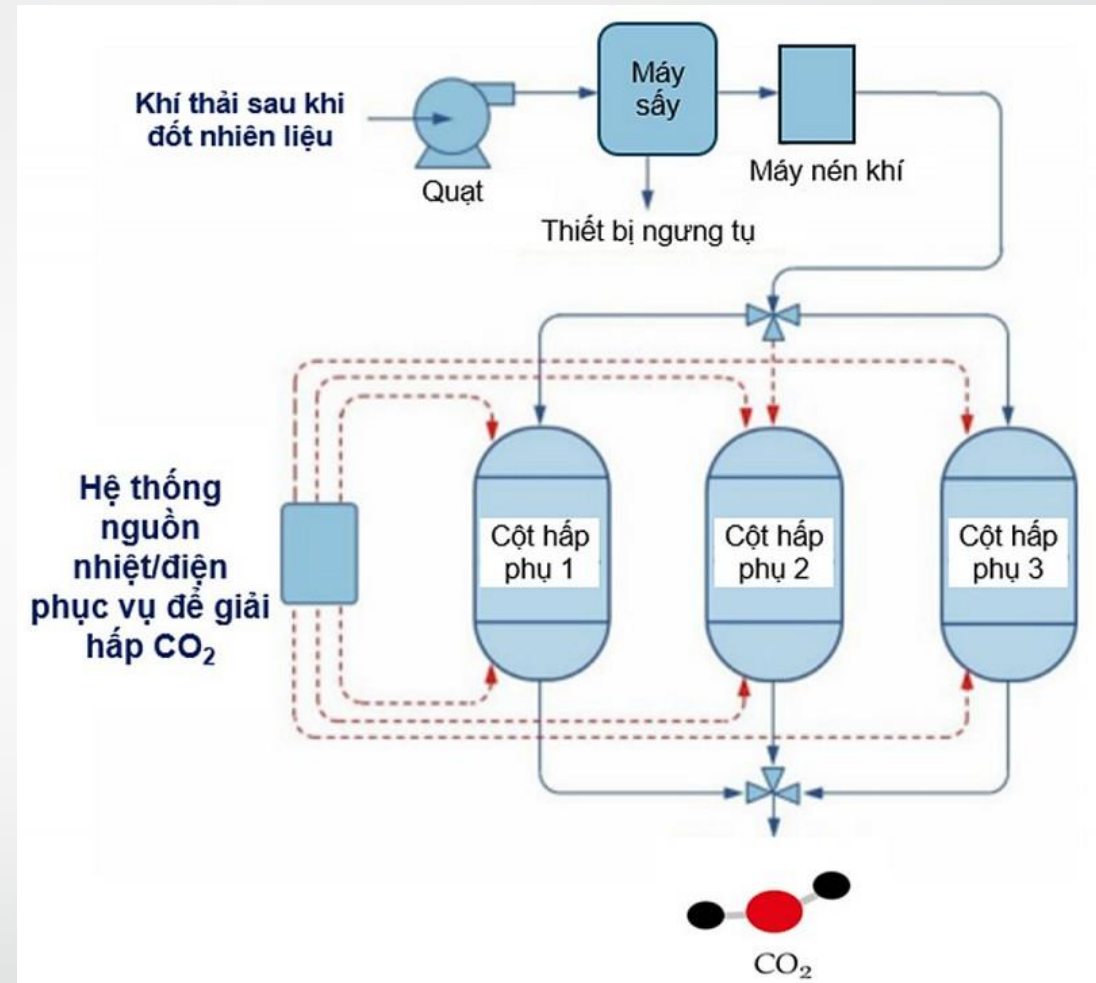 Khí thải sau khi
đốt nhiên liệu
Quạt
Máy
sấy
Máy nén khí
Thiết bị ngưng tụ
Hệ thống
nguồn
nhiệt/điện
phục vụ để giải
hấp CO₂
Cột hấp
phụ 1
Cột hấp
phụ 2
Cột hấp
phụ 3
CO₂